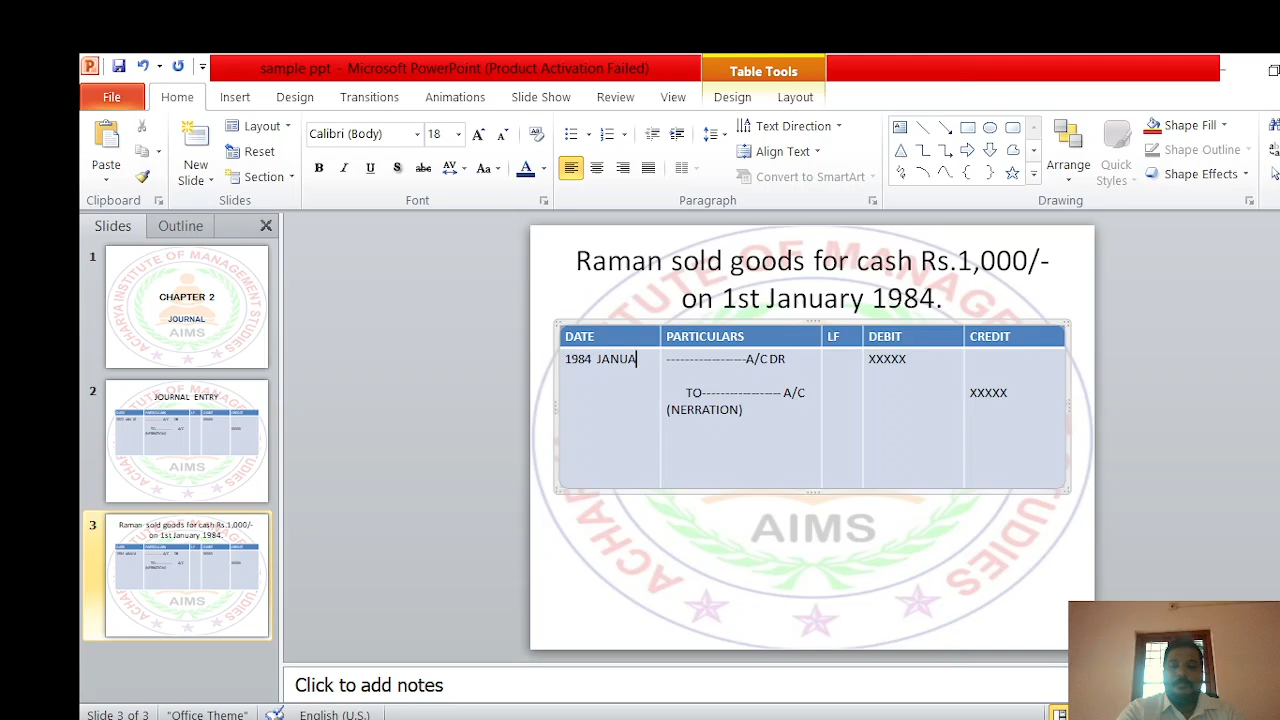 sample ppt - Microsoft PowerPoint (Product Activation Failed)
Table Tools
File Home Insert Design Transitions Animations Slide Show Review View Design Layout
Paste
New
Slide
Layout
Reset
Section
Calibri (Body) 18
Text Direction
Align Text
Convert to SmartArt
Arrange
Quick
Styles
Shape Fill
Shape Outline
Shape Effects
Clipboard Slides Font Paragraph Drawing
Slides Outline
1
ACHARYA INSTITUTE OF MANAGEMENT STUDIES
CHAPTER 2
JOURNAL
AIMS
2
JOURNAL ENTRY
AIMS
3
Raman sold goods for cash Rs.1,000/-
on 1st January 1984.
AIMS
Raman sold goods for cash Rs.1,000/-
on 1st January 1984.
DATE PARTICULARS LF DEBIT CREDIT
1984 JANUA ------------------A/C DR XXXXX
TO------------------ A/C XXXXX
(NERRATION)
AIMS
Click to add notes
Slide 3 of 3 "Office Theme" English (U.S.)